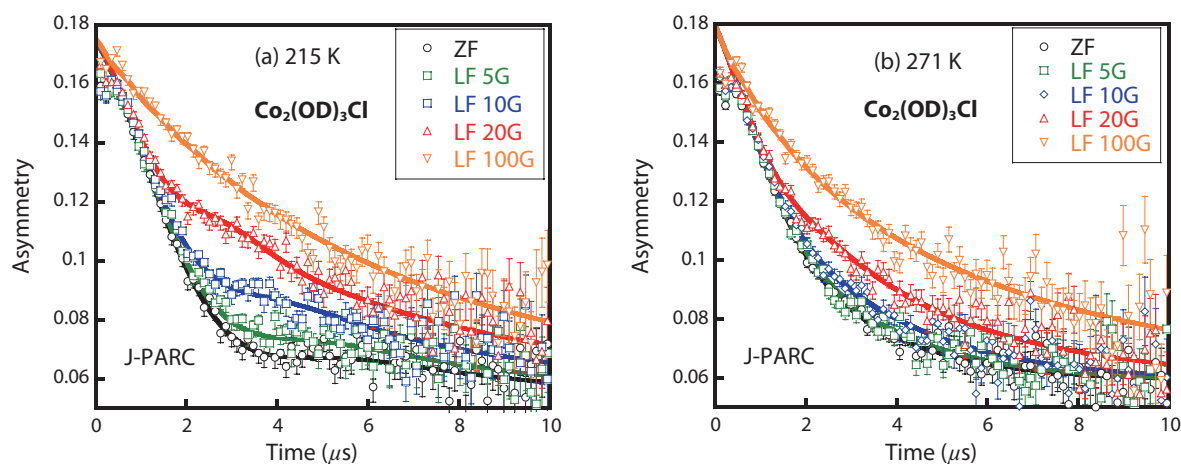 0.18
0.16
0.14
0.12
0.1
0.08
0.06
Asymmetry
(a) 215 K
Co₂(OD)₃Cl
ZF
LF 5G
LF 10G
LF 20G
LF 100G
J-PARC
0 2 4 6 8 10
Time (μs)
0.18
0.16
0.14
0.12
0.1
0.08
0.06
Asymmetry
(b) 271 K
Co₂(OD)₃Cl
ZF
LF 5G
LF 10G
LF 20G
LF 100G
J-PARC
0 2 4 6 8 10
Time (μs)